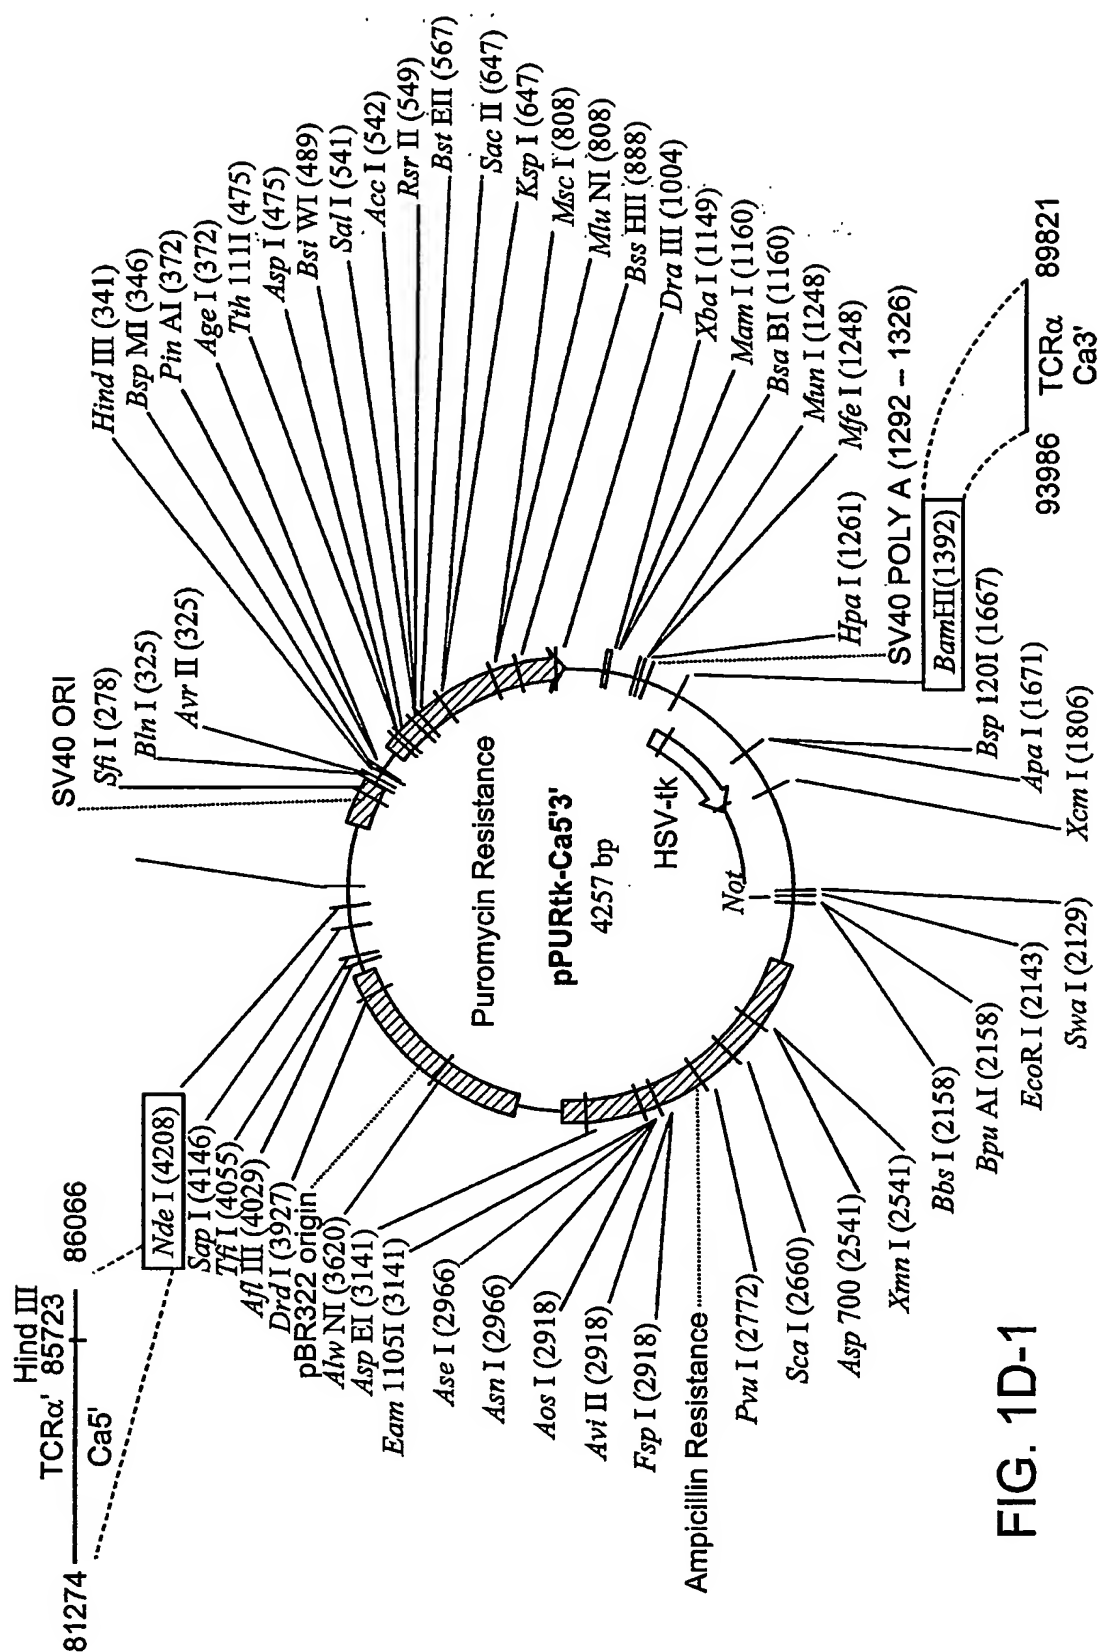 81274
TCRα' 85723
Hind III
Ca5'
86066
Nde I (4208)
Sap I (4146)
Tfi I (4055)
Afl III (4029)
Drd I (3927)
pBR322 origin
Alw NI (3620)
Asp EI (3141)
Eam 1105I (3141)
Ase I (2966)
Asn I (2966)
Aos I (2918)
Avi II (2918)
Fsp I (2918)
Ampicillin Resistance
Pvu I (2772)
Sca I (2660)
Asp 700 (2541)
Xmn I (2541)
Bbs I (2158)
Bpu AI (2158)
EcoR I (2143)
Swa I (2129)
SV40 ORI
Sfi I (278)
Bln I (325)
Avr II (325)
Hind III (341)
Bsp MI (346)
Pin AI (372)
Age I (372)
Tth 111I (475)
Asp I (475)
Bsi WI (489)
Sal I (541)
Acc I (542)
Rsr II (549)
Bst EII (567)
Sac II (647)
Ksp I (647)
Msc I (808)
Mlu NI (808)
Bss HII (888)
Dra III (1004)
Xba I (1149)
Mam I (1160)
Bsa BI (1160)
Mun I (1248)
Mfe I (1248)
Hpa I (1261)
SV40 POLY A (1292 -- 1326)
BamHII(1392)
Bsp 120I (1667)
Apa I (1671)
Xcm I (1806)
93986
TCRα
89821
Ca3'
Puromycin Resistance
pPURtk-Ca5'3'
4257 bp
HSV-tk
Not
FIG. 1D-1